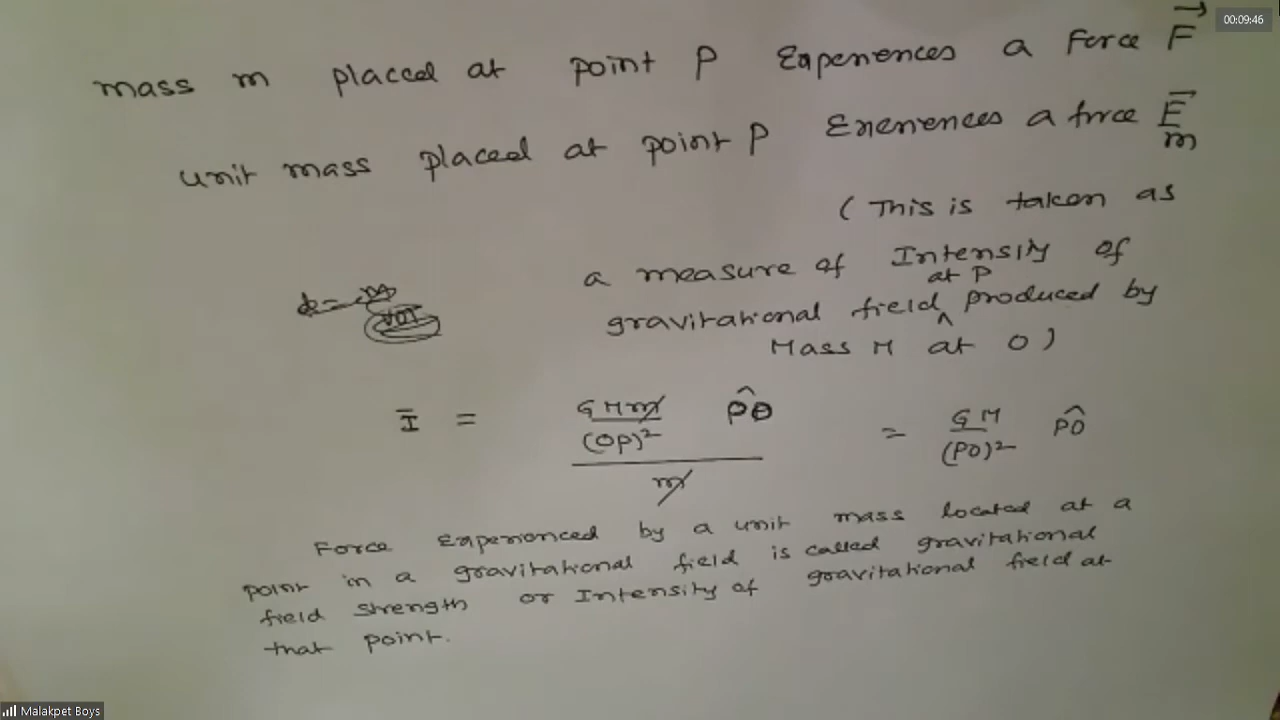 00:09:46
mass m placed at point P Experiences a Force F⃗
unit mass placed at point P Experiences a force F⃗/m
(This is taken as
a measure of Intensity of
at P
gravitational field ^ produced by
Mass M at O)
I̅ = (GMm/(OP)²)/m PO^ = GM/(PO)² PO^
Force Experienced by a unit mass located at a
point in a gravitational field is called gravitational
field strength or Intensity of gravitational field at
that point.
Malakpet Boys